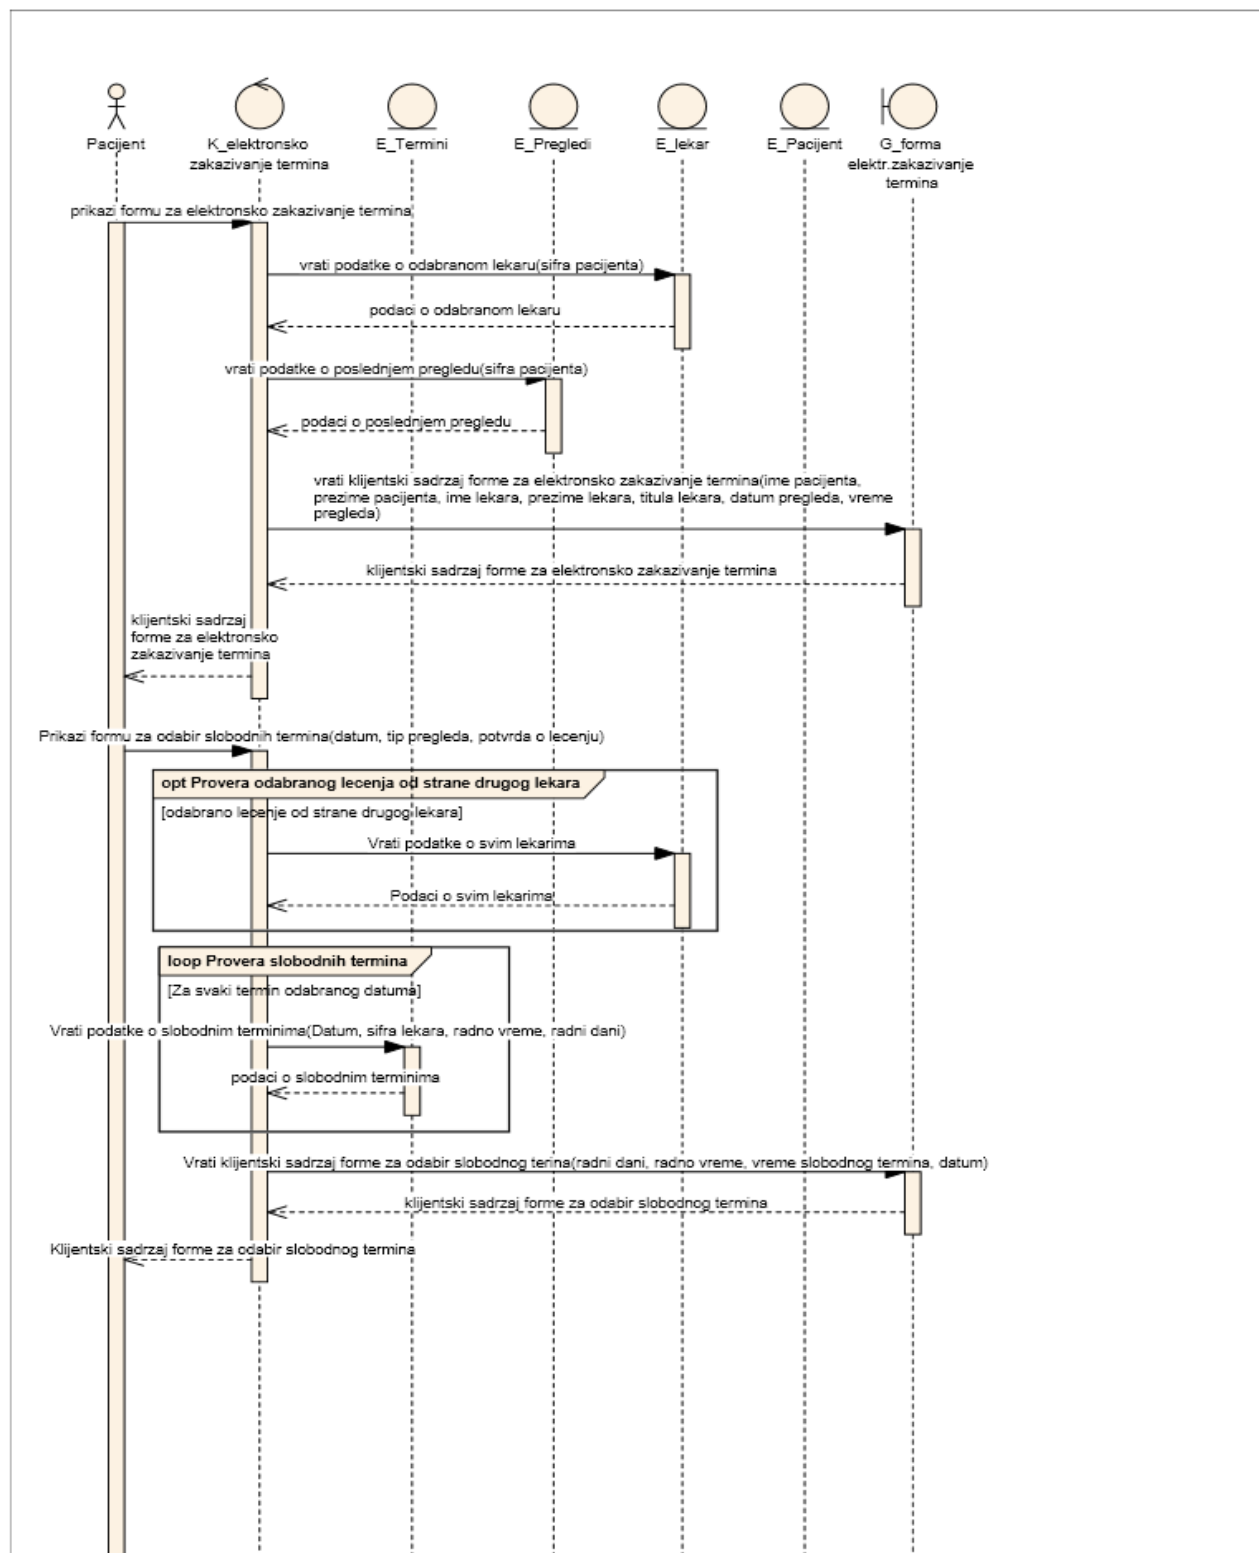 Pacijent
K_elektronsko
zakazivanje termina
E_Termini
E_Pregledi
E_lekar
E_Pacijent
G_forma
elektr.zakazivanje
termina
prikazi formu za elektronsko zakazivanje termina
vrati podatke o odabranom lekaru(sifra pacijenta)
podaci o odabranom lekaru
vrati podatke o poslednjem pregledu(sifra pacijenta)
podaci o poslednjem pregledu
vrati klijentski sadrzaj forme za elektronsko zakazivanje termina(ime pacijenta,
prezime pacijenta, ime lekara, prezime lekara, titula lekara, datum pregleda, vreme
pregleda)
klijentski sadrzaj forme za elektronsko zakazivanje termina
klijentski sadrzaj
forme za elektronsko
zakazivanje termina
Prikazi formu za odabir slobodnih termina(datum, tip pregleda, potvrda o lecenju)
opt Provera odabranog lecenja od strane drugog lekara
[odabrano lecenje od strane drugog lekara]
Vrati podatke o svim lekarima
Podaci o svim lekarima
loop Provera slobodnih termina
[Za svaki termin odabranog datuma]
Vrati podatke o slobodnim terminima(Datum, sifra lekara, radno vreme, radni dani)
podaci o slobodnim terminima
Vrati klijentski sadrzaj forme za odabir slobodnog terina(radni dani, radno vreme, vreme slobodnog termina, datum)
klijentski sadrzaj forme za odabir slobodnog termina
Klijentski sadrzaj forme za odabir slobodnog termina